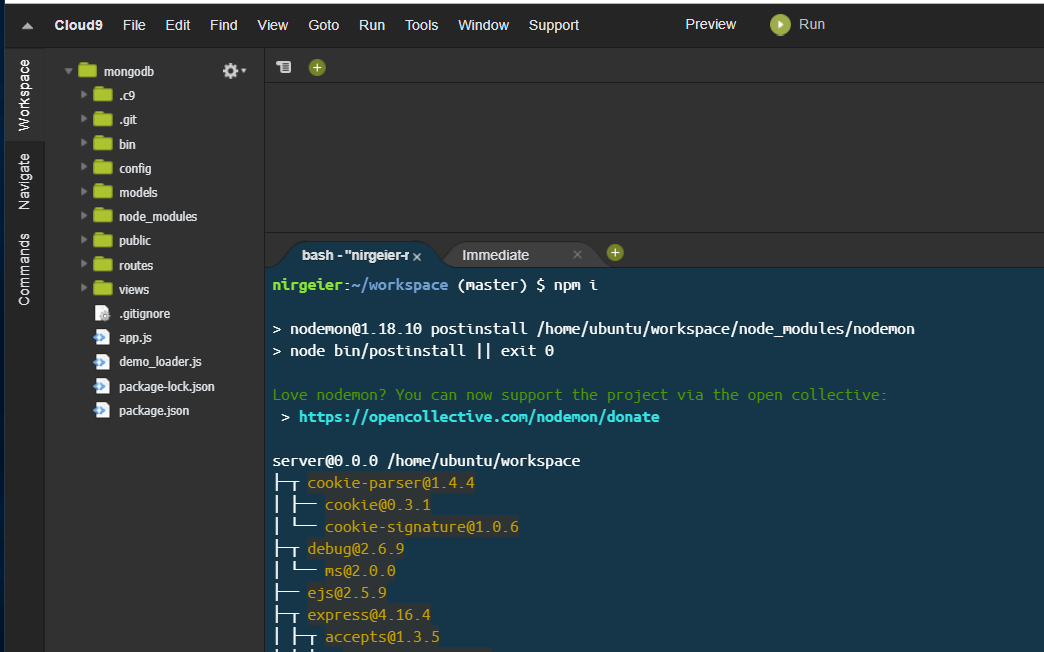 Cloud9 File Edit Find View Goto Run Tools Window Support Preview Run
Workspace
Navigate
Commands
mongodb
.c9
.git
bin
config
models
node_modules
public
routes
views
.gitignore
app.js
demo_loader.js
package-lock.json
package.json
bash - "nirgeier-r × Immediate ×
nirgeier:~/workspace (master) $ npm i
> nodemon@1.18.10 postinstall /home/ubuntu/workspace/node_modules/nodemon
> node bin/postinstall || exit 0
Love nodemon? You can now support the project via the open collective:
> https://opencollective.com/nodemon/donate
server@0.0.0 /home/ubuntu/workspace
├─┬ cookie-parser@1.4.4
│ ├── cookie@0.3.1
│ └── cookie-signature@1.0.6
├─┬ debug@2.6.9
│ └── ms@2.0.0
├── ejs@2.5.9
├─┬ express@4.16.4
│ ├─┬ accepts@1.3.5